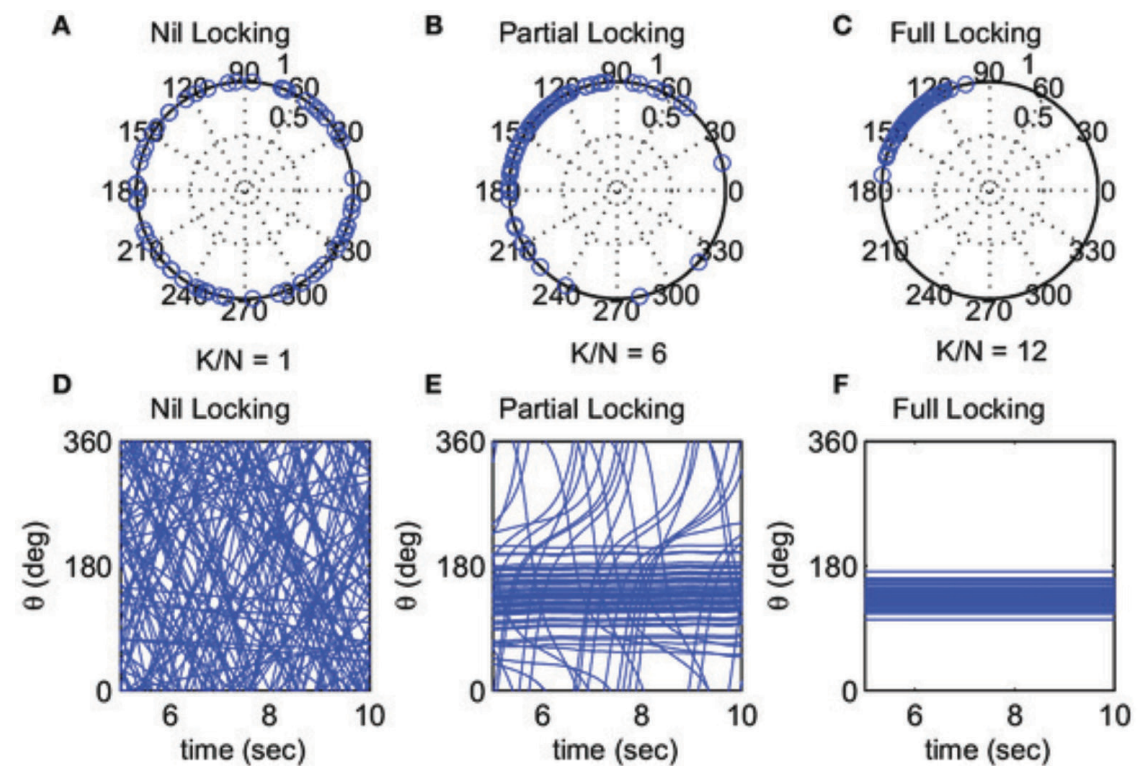 A
Nil Locking
90
1
120
60
0.5
150
30
180
0
210
330
240
300
270
K/N = 1
B
Partial Locking
90
1
120
60
0.5
150
30
180
0
210
330
240
300
270
K/N = 6
C
Full Locking
90
1
120
60
0.5
150
30
180
0
210
330
240
300
270
K/N = 12
D
Nil Locking
360
180
0
θ (deg)
6 8 10
time (sec)
E
Partial Locking
360
180
0
θ (deg)
6 8 10
time (sec)
F
Full Locking
360
180
0
θ (deg)
6 8 10
time (sec)